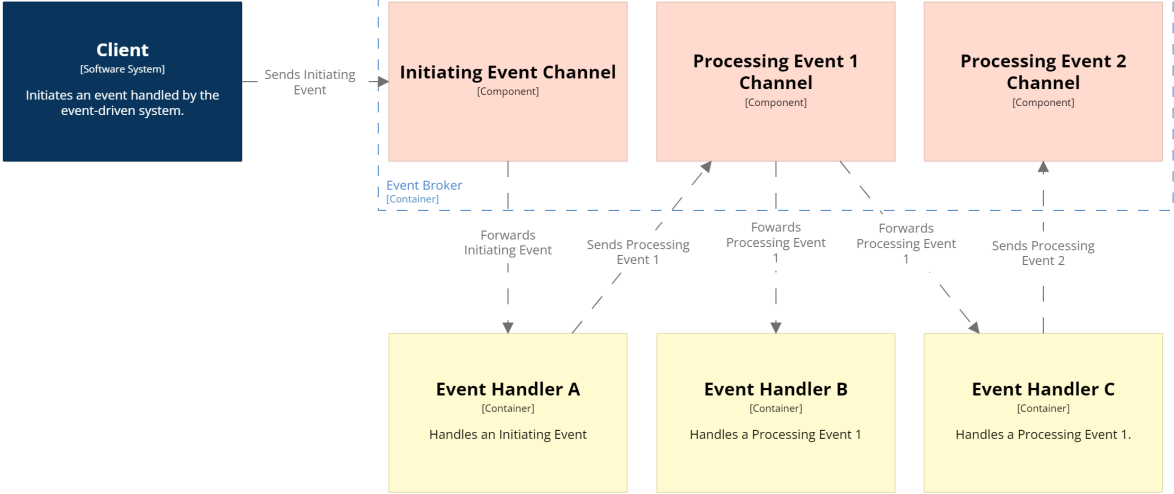 Client
[Software System]
Initiates an event handled by the
event-driven system.
Sends Initiating
Event
Initiating Event Channel
[Component]
Processing Event 1
Channel
[Component]
Processing Event 2
Channel
[Component]
Event Broker
[Container]
Forwards
Initiating Event
Sends Processing
Event 1
Fowards
Processing Event
1
Forwards
Processing Event
1
Sends Processing
Event 2
Event Handler A
[Container]
Handles an Initiating Event
Event Handler B
[Container]
Handles a Processing Event 1
Event Handler C
[Container]
Handles a Processing Event 1.